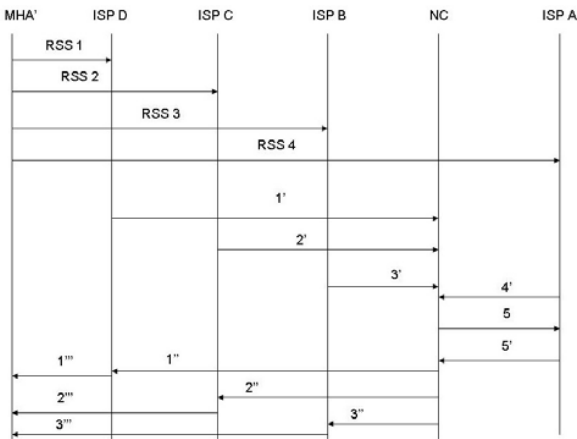 MHA' ISP D ISP C ISP B NC ISP A
RSS 1
RSS 2
RSS 3
RSS 4
1'
2'
3'
4'
5
5'
1''' 1''
2''' 2''
3''' 3''